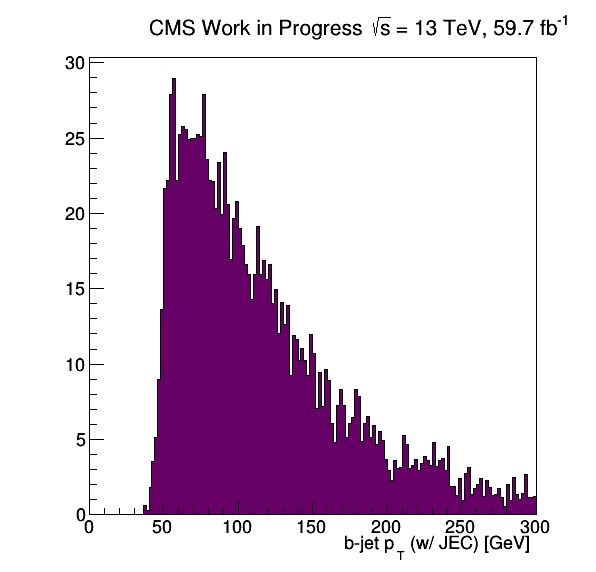 CMS Work in Progress √s = 13 TeV, 59.7 fb⁻¹
30
25
20
15
10
5
0
0 50 100 150 200 250 300
b-jet p_T (w/ JEC) [GeV]